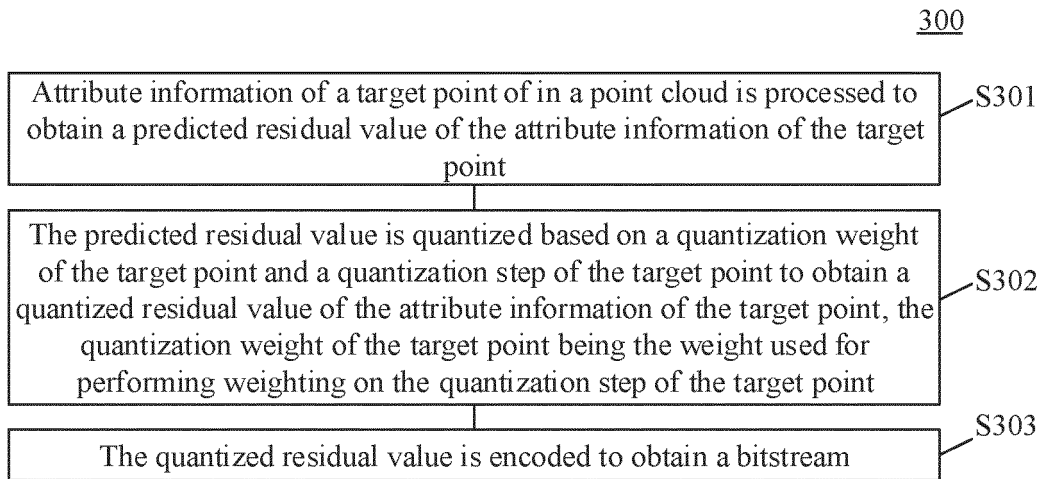 300
Attribute information of a target point of in a point cloud is processed to
obtain a predicted residual value of the attribute information of the target
point
S301
The predicted residual value is quantized based on a quantization weight
of the target point and a quantization step of the target point to obtain a
quantized residual value of the attribute information of the target point, the
quantization weight of the target point being the weight used for
performing weighting on the quantization step of the target point
S302
The quantized residual value is encoded to obtain a bitstream
S303